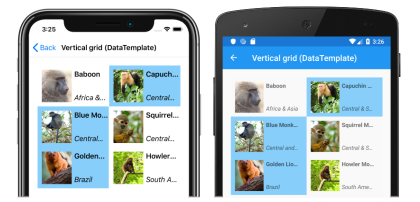 3:25
Back Vertical grid (DataTemplate)
Baboon
Africa &...
Capuch...
Central...
Blue Mo...
Central...
Squirrel...
Central...
Golden...
Brazil
Howler...
South A...
3:26
Vertical grid (DataTemplate)
Baboon
Africa & Asia
Capuchin ...
Central & S...
Blue Monk...
Central and...
Squirrel M...
Central & S...
Golden Lio...
Brazil
Howler Mo...
South Ame...